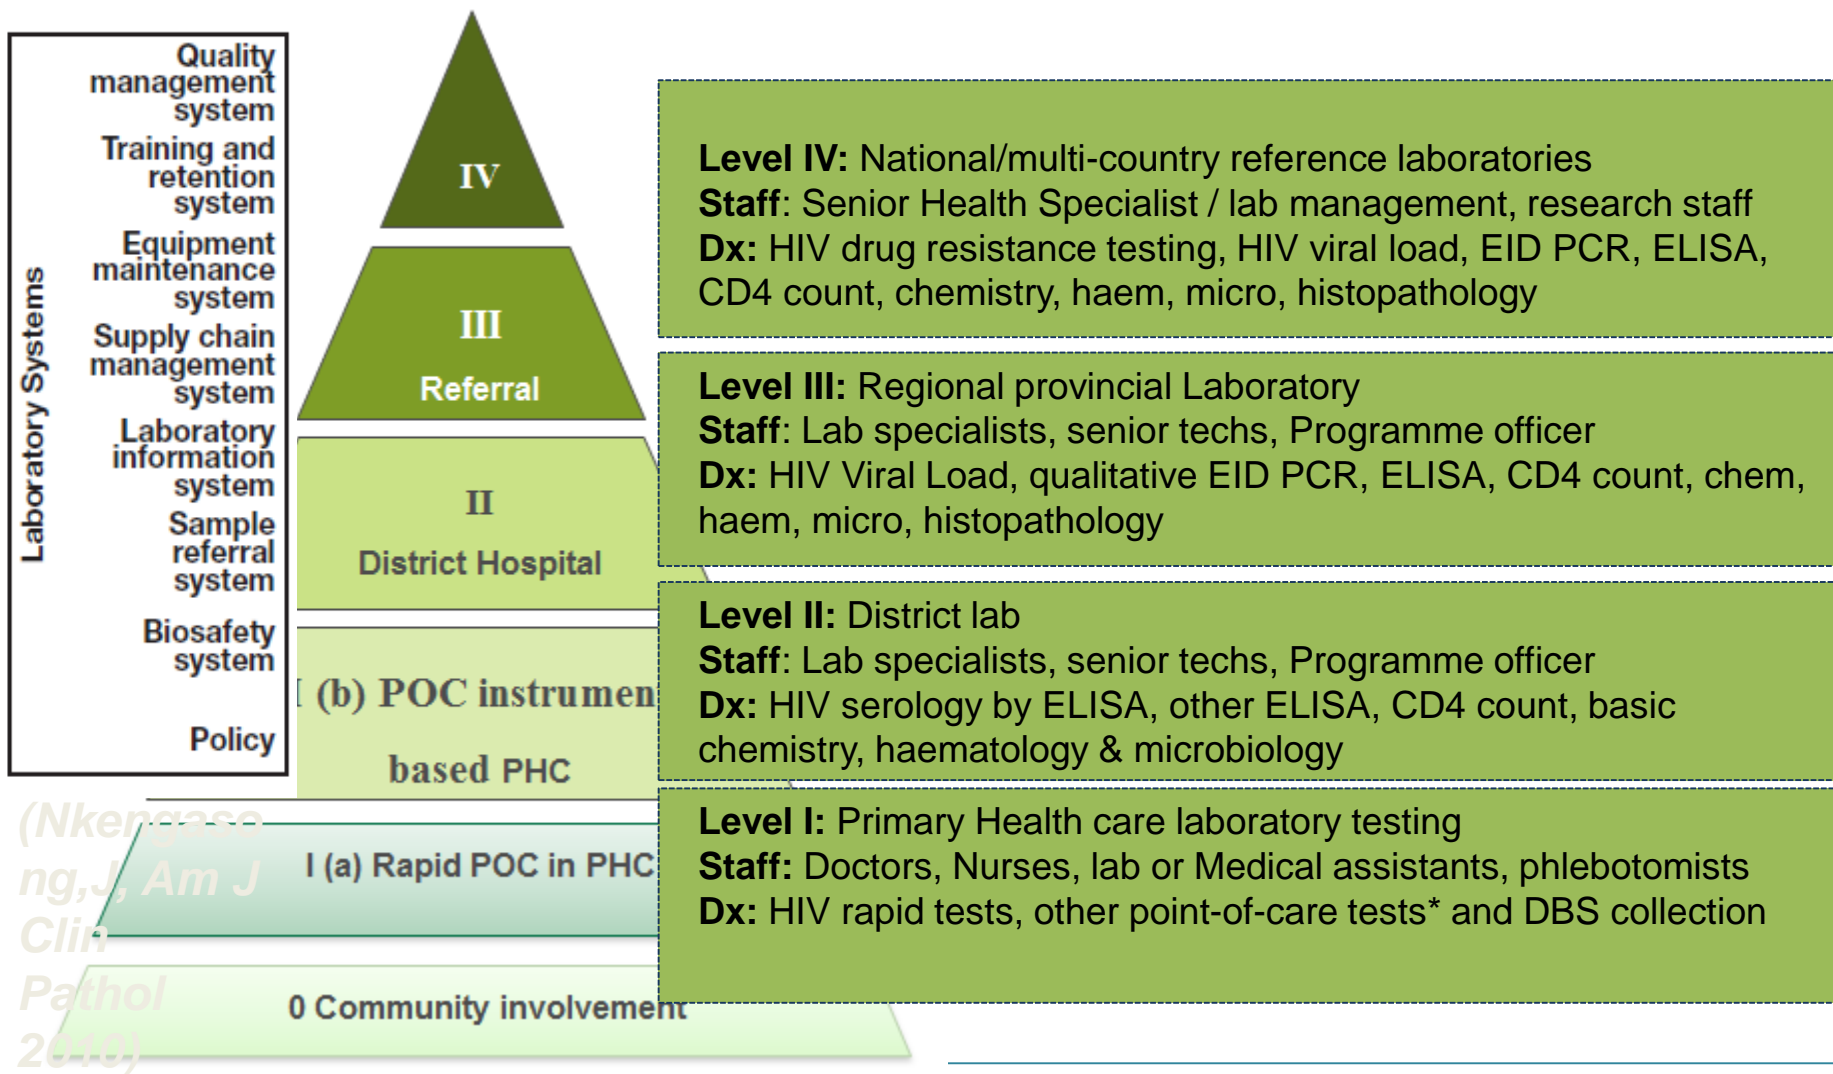 Laboratory Systems
Quality
management
system
Training and
retention
system
Equipment
maintenance
system
Supply chain
management
system
Laboratory
information
system
Sample
referral
system
Biosafety
system
Policy
IV
III
Referral
II
District Hospital
(b) POC instrumen
based PHC
I (a) Rapid POC in PHC
0 Community involvement
(Nkengaso
ng,J, Am J
Clin
Pathol
2010)
Level IV: National/multi-country reference laboratories
Staff: Senior Health Specialist / lab management, research staff
Dx: HIV drug resistance testing, HIV viral load, EID PCR, ELISA,
CD4 count, chemistry, haem, micro, histopathology
Level III: Regional provincial Laboratory
Staff: Lab specialists, senior techs, Programme officer
Dx: HIV Viral Load, qualitative EID PCR, ELISA, CD4 count, chem,
haem, micro, histopathology
Level II: District lab
Staff: Lab specialists, senior techs, Programme officer
Dx: HIV serology by ELISA, other ELISA, CD4 count, basic
chemistry, haematology & microbiology
Level I: Primary Health care laboratory testing
Staff: Doctors, Nurses, lab or Medical assistants, phlebotomists
Dx: HIV rapid tests, other point-of-care tests* and DBS collection